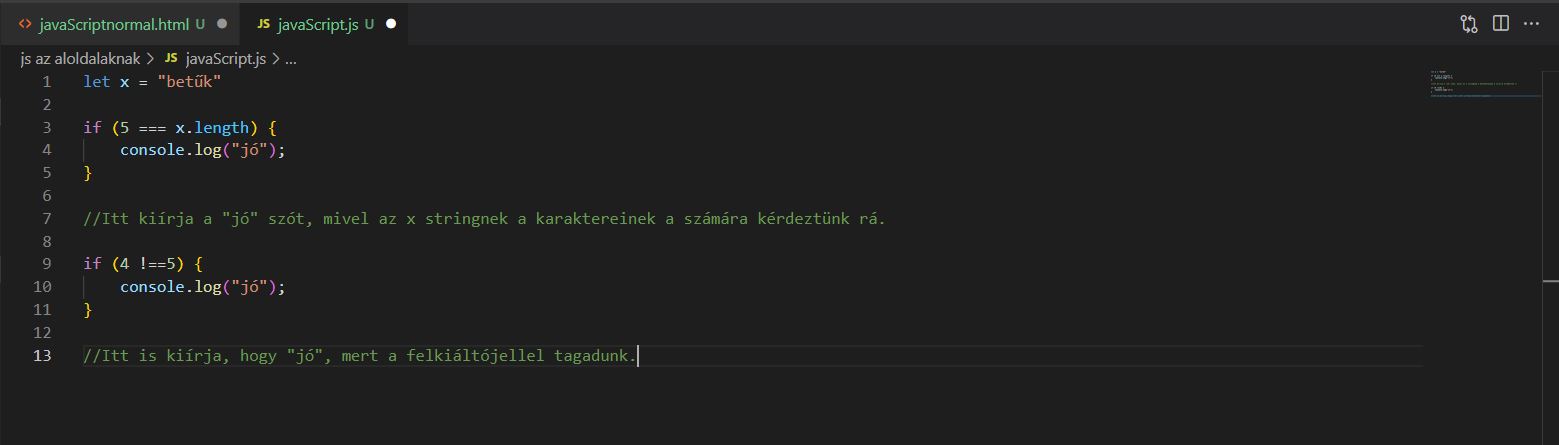 javaScriptnormal.html U JS javaScript.js U
js az aloldalaknak > JS javaScript.js > ...
1 let x = "betűk"
2
3 if (5 === x.length) {
4 console.log("jó");
5 }
6
7 //Itt kiírja a "jó" szót, mivel az x stringnek a karaktereinek a számára kérdeztünk rá.
8
9 if (4 !==5) {
10 console.log("jó");
11 }
12
13 //Itt is kiírja, hogy "jó", mert a felkiáltójellel tagadunk.